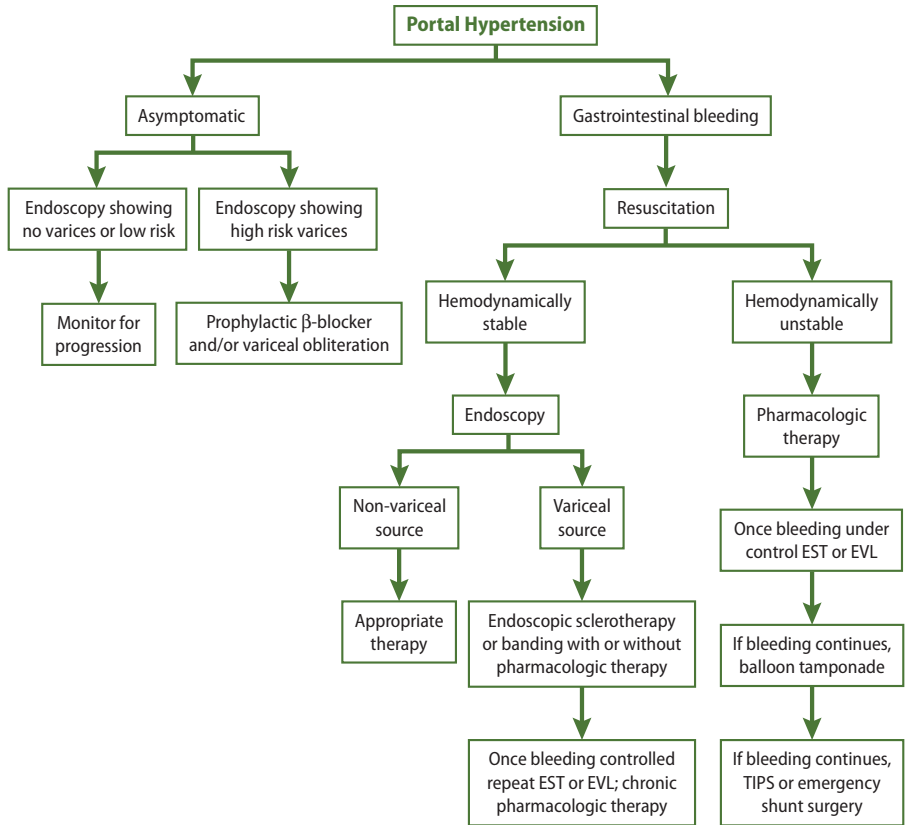 Portal Hypertension
Asymptomatic
Gastrointestinal bleeding
Endoscopy showing
no varices or low risk
Endoscopy showing
high risk varices
Resuscitation
Monitor for
progression
Prophylactic β-blocker
and/or variceal obliteration
Hemodynamically
stable
Hemodynamically
unstable
Endoscopy
Pharmacologic
therapy
Non-variceal
source
Variceal
source
Once bleeding under
control EST or EVL
Appropriate
therapy
Endoscopic sclerotherapy
or banding with or without
pharmacologic therapy
If bleeding continues,
balloon tamponade
Once bleeding controlled
repeat EST or EVL; chronic
pharmacologic therapy
If bleeding continues,
TIPS or emergency
shunt surgery